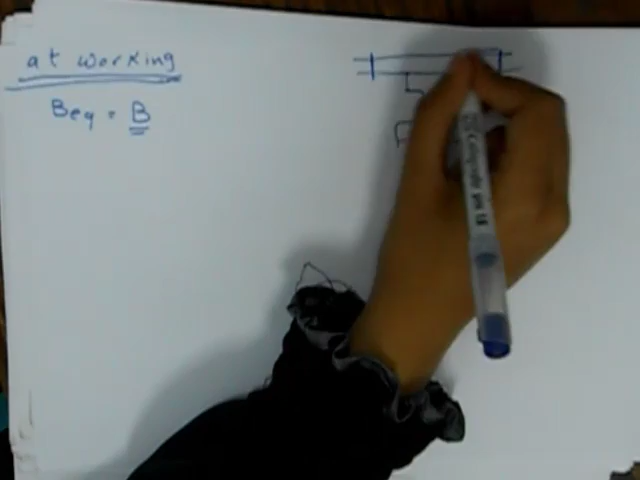 at working
Beq = B